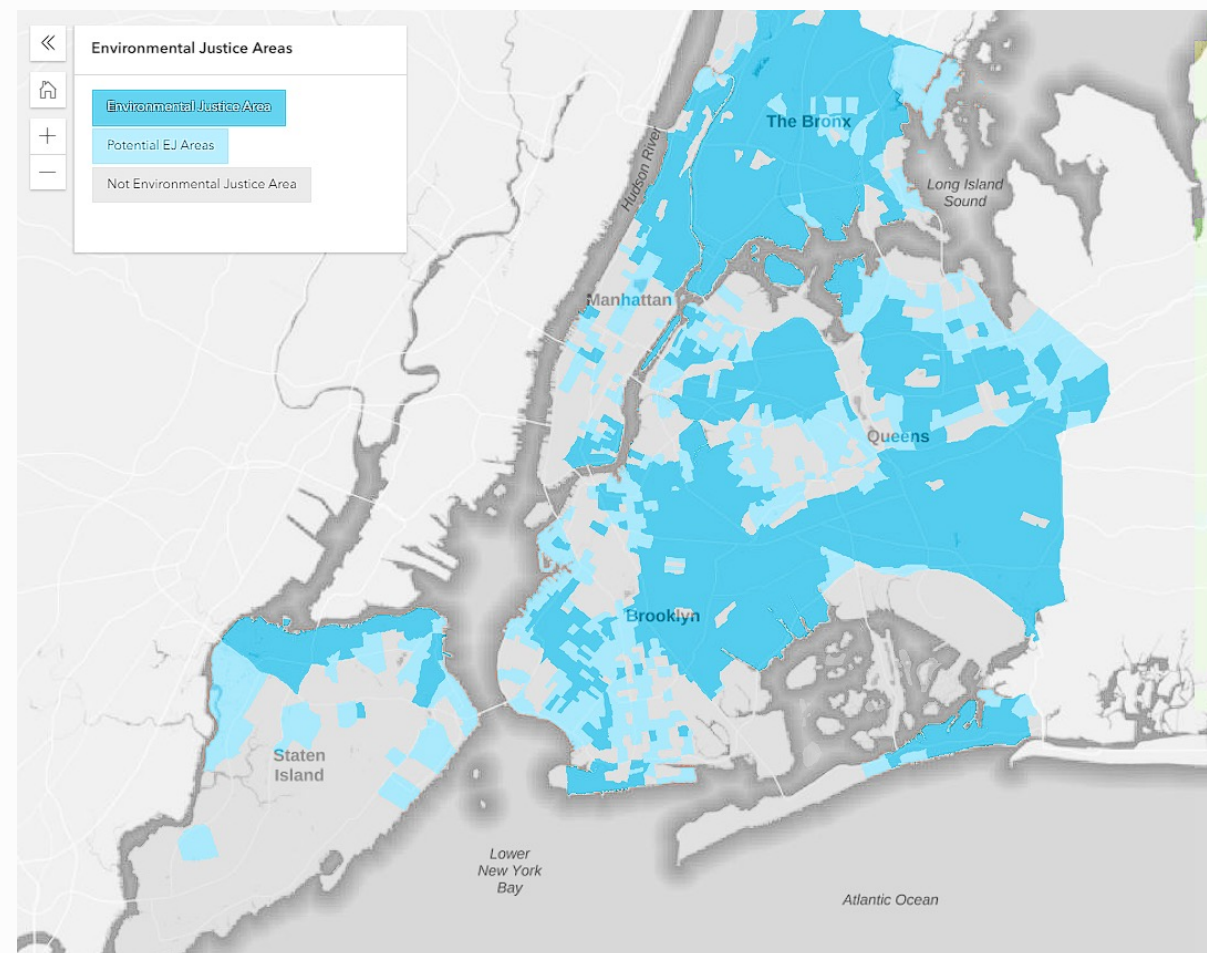 Environmental Justice Areas
Environmental Justice Area
Potential EJ Areas
Not Environmental Justice Area
The Bronx
Hudson River
Long Island
Sound
Manhattan
Queens
Brooklyn
Staten
Island
Lower
New York
Bay
Atlantic Ocean